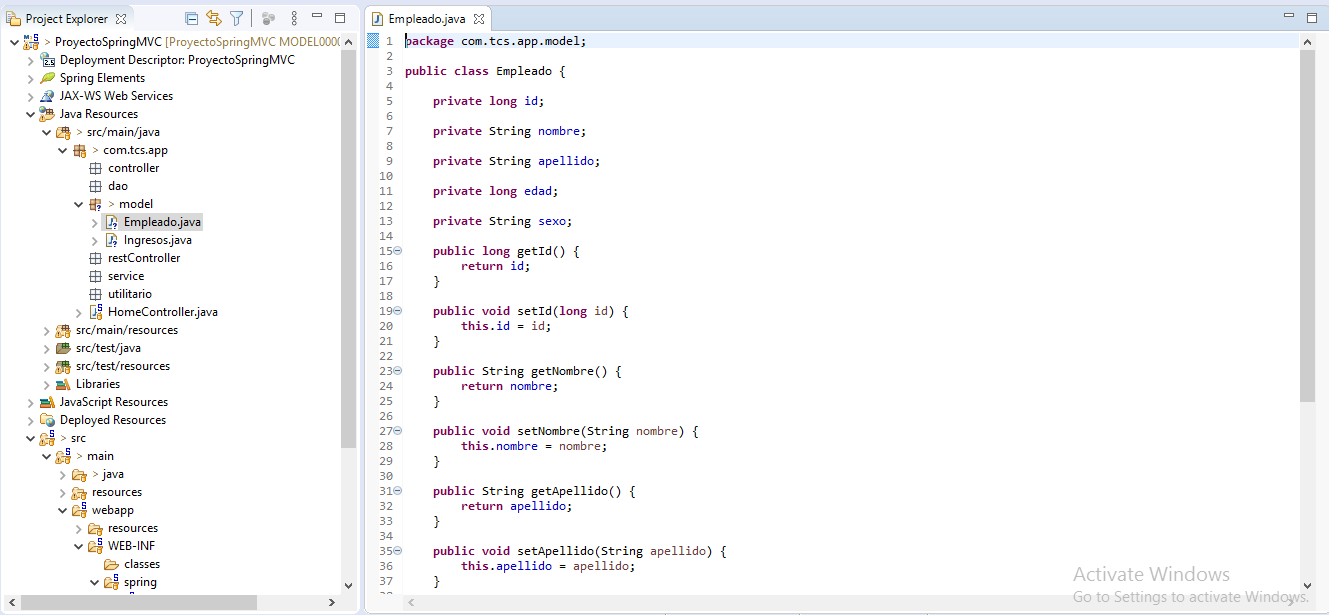 Project Explorer
> ProyectoSpringMVC [ProyectoSpringMVC MODEL0000
Deployment Descriptor: ProyectoSpringMVC
Spring Elements
JAX-WS Web Services
Java Resources
> src/main/java
> com.tcs.app
controller
dao
> model
Empleado.java
Ingresos.java
restController
service
utilitario
HomeController.java
src/main/resources
src/test/java
src/test/resources
Libraries
JavaScript Resources
Deployed Resources
> src
> main
> java
resources
webapp
resources
WEB-INF
classes
spring
Empleado.java
1 package com.tcs.app.model;
2
3 public class Empleado {
4
5     private long id;
6
7     private String nombre;
8
9     private String apellido;
10
11     private long edad;
12
13     private String sexo;
14
15     public long getId() {
16         return id;
17     }
18
19     public void setId(long id) {
20         this.id = id;
21     }
22
23     public String getNombre() {
24         return nombre;
25     }
26
27     public void setNombre(String nombre) {
28         this.nombre = nombre;
29     }
30
31     public String getApellido() {
32         return apellido;
33     }
34
35     public void setApellido(String apellido) {
36         this.apellido = apellido;
37     }
Activate Windows
Go to Settings to activate Windows.